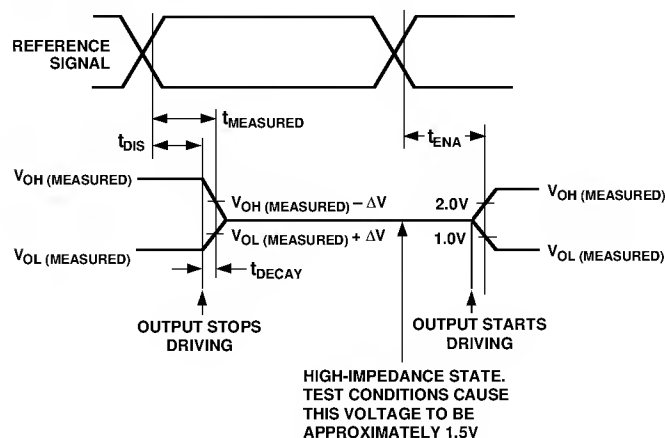 REFERENCE
SIGNAL
tMEASURED
tDIS
tENA
VOH (MEASURED)
VOH (MEASURED) – ΔV
2.0V
VOH (MEASURED)
VOL (MEASURED) + ΔV
1.0V
VOL (MEASURED)
VOL (MEASURED)
tDECAY
OUTPUT STOPS
DRIVING
OUTPUT STARTS
DRIVING
HIGH-IMPEDANCE STATE.
TEST CONDITIONS CAUSE
THIS VOLTAGE TO BE
APPROXIMATELY 1.5V